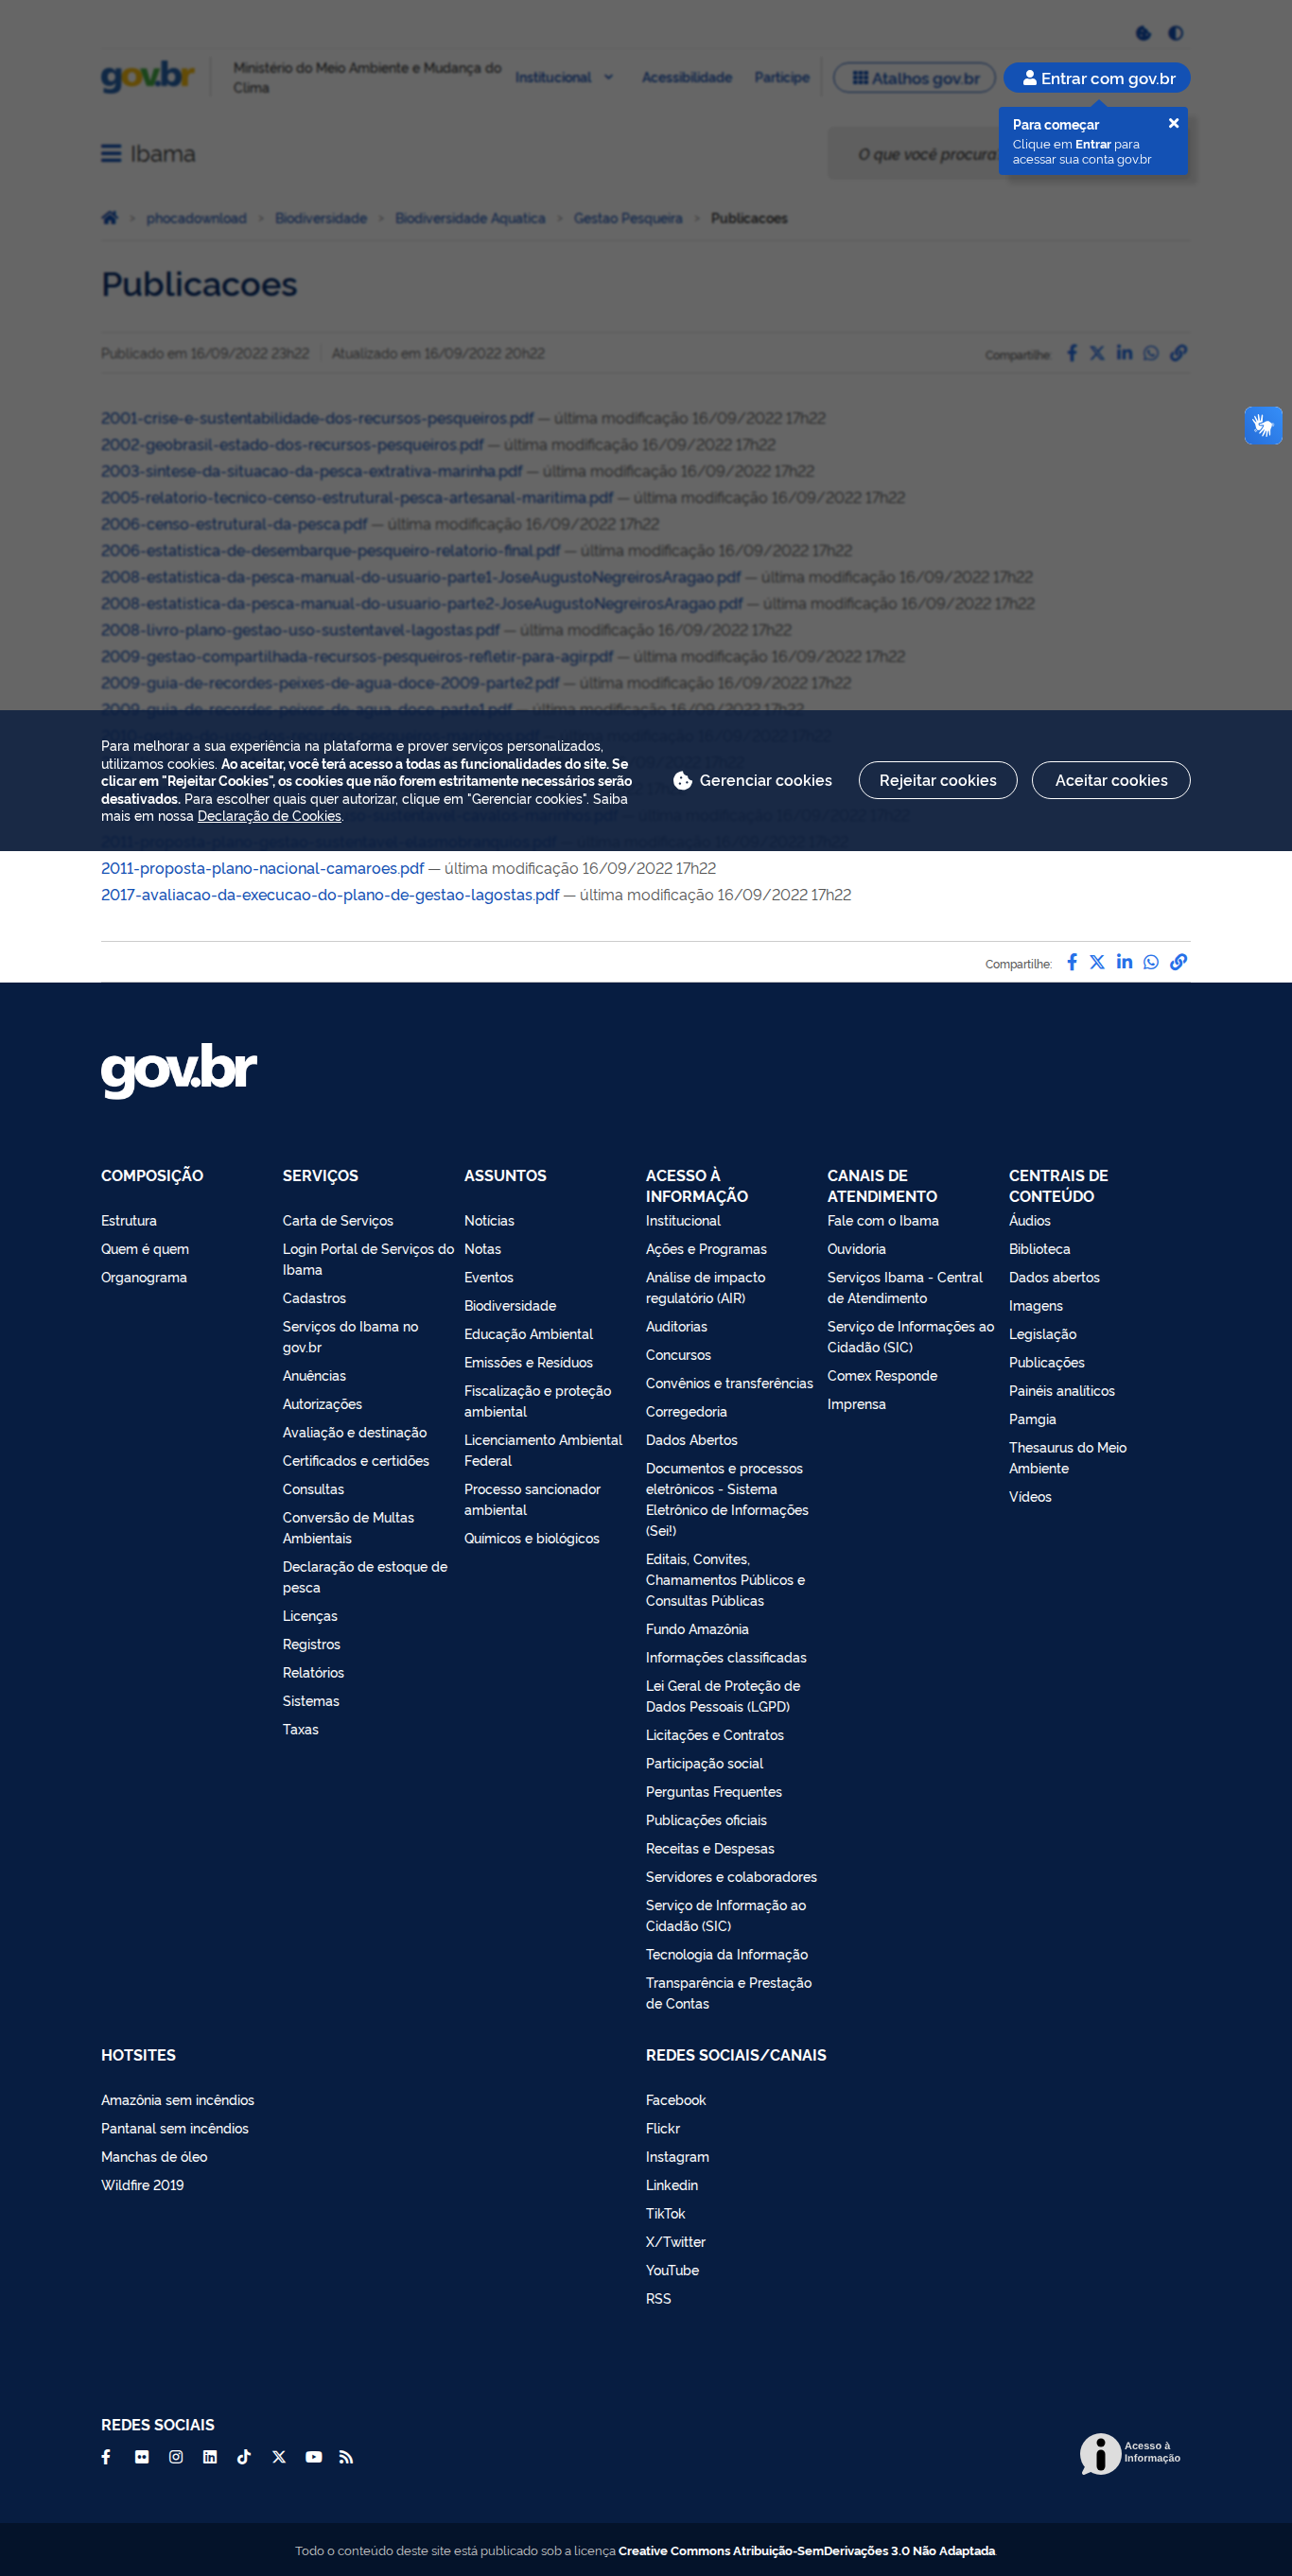 gov.br
Ministério do Meio Ambiente e Mudança do
Clima
Institucional
Acessibilidade
Participe
Atalhos gov.br
Entrar com gov.br
Para começar
Clique em Entrar para
acessar sua conta gov.br
Ibama
O que você procura
phocadownload > Biodiversidade > Biodiversidade Aquatica > Gestao Pesqueira > Publicacoes
Publicacoes
Publicado em 16/09/2022 23h22 Atualizado em 16/09/2022 20h22
Compartilhe:
2001-crise-e-sustentabilidade-dos-recursos-pesqueiros.pdf — última modificação 16/09/2022 17h22
2002-geobrasil-estado-dos-recursos-pesqueiros.pdf — última modificação 16/09/2022 17h22
2003-sintese-da-situacao-da-pesca-extrativa-marinha.pdf — última modificação 16/09/2022 17h22
2005-relatorio-tecnico-censo-estrutural-pesca-artesanal-maritima.pdf — última modificação 16/09/2022 17h22
2006-censo-estrutural-da-pesca.pdf — última modificação 16/09/2022 17h22
2006-estatistica-de-desembarque-pesqueiro-relatorio-final.pdf — última modificação 16/09/2022 17h22
2008-estatistica-da-pesca-manual-do-usuario-parte1-JoseAugustoNegreirosAragao.pdf — última modificação 16/09/2022 17h22
2008-estatistica-da-pesca-manual-do-usuario-parte2-JoseAugustoNegreirosAragao.pdf — última modificação 16/09/2022 17h22
2008-livro-plano-gestao-uso-sustentavel-lagostas.pdf — última modificação 16/09/2022 17h22
2009-gestao-compartilhada-recursos-pesqueiros-refletir-para-agir.pdf — última modificação 16/09/2022 17h22
2009-guia-de-recordes-peixes-de-agua-doce-2009-parte2.pdf — última modificação 16/09/2022 17h22
2009-guia-de-recordes-peixes-de-agua-doce-parte1.pdf — última modificação 16/09/2022 17h22
Para melhorar a sua experiência na plataforma e prover serviços personalizados,
utilizamos cookies. Ao aceitar, você terá acesso a todas as funcionalidades do site. Se
clicar em "Rejeitar Cookies", os cookies que não forem estritamente necessários serão
desativados. Para escolher quais quer autorizar, clique em "Gerenciar cookies". Saiba
mais em nossa Declaração de Cookies.
Gerenciar cookies
Rejeitar cookies
Aceitar cookies
2011-proposta-plano-nacional-camaroes.pdf — última modificação 16/09/2022 17h22
2017-avaliacao-da-execucao-do-plano-de-gestao-lagostas.pdf — última modificação 16/09/2022 17h22
Compartilhe:
gov.br
COMPOSIÇÃO
Estrutura
Quem é quem
Organograma
SERVIÇOS
Carta de Serviços
Login Portal de Serviços do
Ibama
Cadastros
Serviços do Ibama no
gov.br
Anuências
Autorizações
Avaliação e destinação
Certificados e certidões
Consultas
Conversão de Multas
Ambientais
Declaração de estoque de
pesca
Licenças
Registros
Relatórios
Sistemas
Taxas
ASSUNTOS
Notícias
Notas
Eventos
Biodiversidade
Educação Ambiental
Emissões e Resíduos
Fiscalização e proteção
ambiental
Licenciamento Ambiental
Federal
Processo sancionador
ambiental
Químicos e biológicos
ACESSO À
INFORMAÇÃO
Institucional
Ações e Programas
Análise de impacto
regulatório (AIR)
Auditorias
Concursos
Convênios e transferências
Corregedoria
Dados Abertos
Documentos e processos
eletrônicos - Sistema
Eletrônico de Informações
(Sei!)
Editais, Convites,
Chamamentos Públicos e
Consultas Públicas
Fundo Amazônia
Informações classificadas
Lei Geral de Proteção de
Dados Pessoais (LGPD)
Licitações e Contratos
Participação social
Perguntas Frequentes
Publicações oficiais
Receitas e Despesas
Servidores e colaboradores
Serviço de Informação ao
Cidadão (SIC)
Tecnologia da Informação
Transparência e Prestação
de Contas
CANAIS DE
ATENDIMENTO
Fale com o Ibama
Ouvidoria
Serviços Ibama - Central
de Atendimento
Serviço de Informações ao
Cidadão (SIC)
Comex Responde
Imprensa
CENTRAIS DE
CONTEÚDO
Áudios
Biblioteca
Dados abertos
Imagens
Legislação
Publicações
Painéis analíticos
Pamgia
Thesaurus do Meio
Ambiente
Vídeos
HOTSITES
Amazônia sem incêndios
Pantanal sem incêndios
Manchas de óleo
Wildfire 2019
REDES SOCIAIS/CANAIS
Facebook
Flickr
Instagram
Linkedin
TikTok
X/Twitter
YouTube
RSS
REDES SOCIAIS
Acesso à
Informação
Todo o conteúdo deste site está publicado sob a licença Creative Commons Atribuição-SemDerivações 3.0 Não Adaptada.